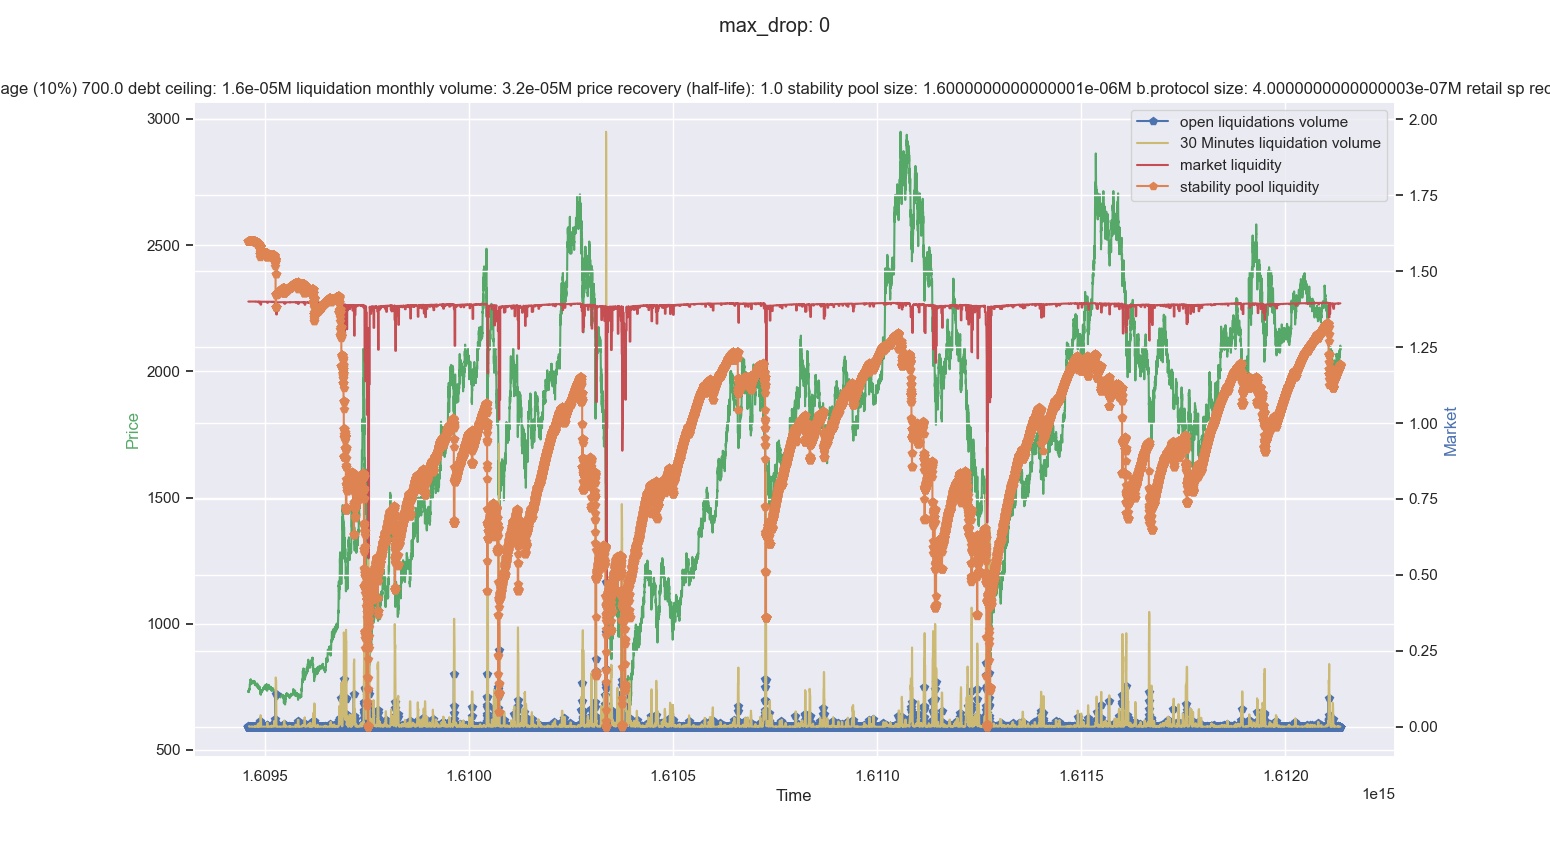 max_drop: 0
age (10%) 700.0 debt ceiling: 1.6e-05M liquidation monthly volume: 3.2e-05M price recovery (half-life): 1.0 stability pool size: 1.6000000000000001e-06M b.protocol size: 4.0000000000000003e-07M retail sp rec
open liquidations volume
30 Minutes liquidation volume
market liquidity
stability pool liquidity
3000
2500
2000
1500
1000
500
Price
2.00
1.75
1.50
1.25
1.00
0.75
0.50
0.25
0.00
Market
1.6095
1.6100
1.6105
1.6110
1.6115
1.6120
1e15
Time